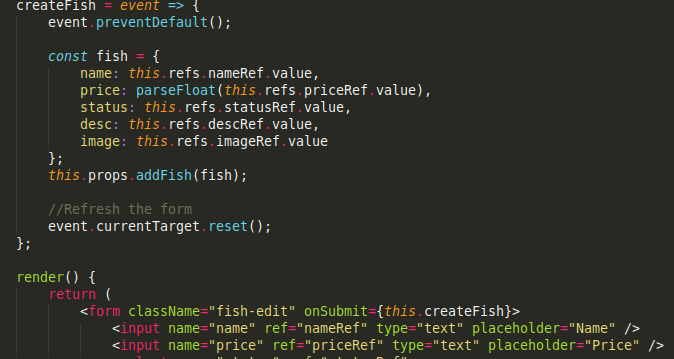 createFish = event => {
event.preventDefault();
const fish = {
name: this.refs.nameRef.value,
price: parseFloat(this.refs.priceRef.value),
status: this.refs.statusRef.value,
desc: this.refs.descRef.value,
image: this.refs.imageRef.value
};
this.props.addFish(fish);
//Refresh the form
event.currentTarget.reset();
};
render() {
return (
<form className="fish-edit" onSubmit={this.createFish}>
<input name="name" ref="nameRef" type="text" placeholder="Name" />
<input name="price" ref="priceRef" type="text" placeholder="Price" />